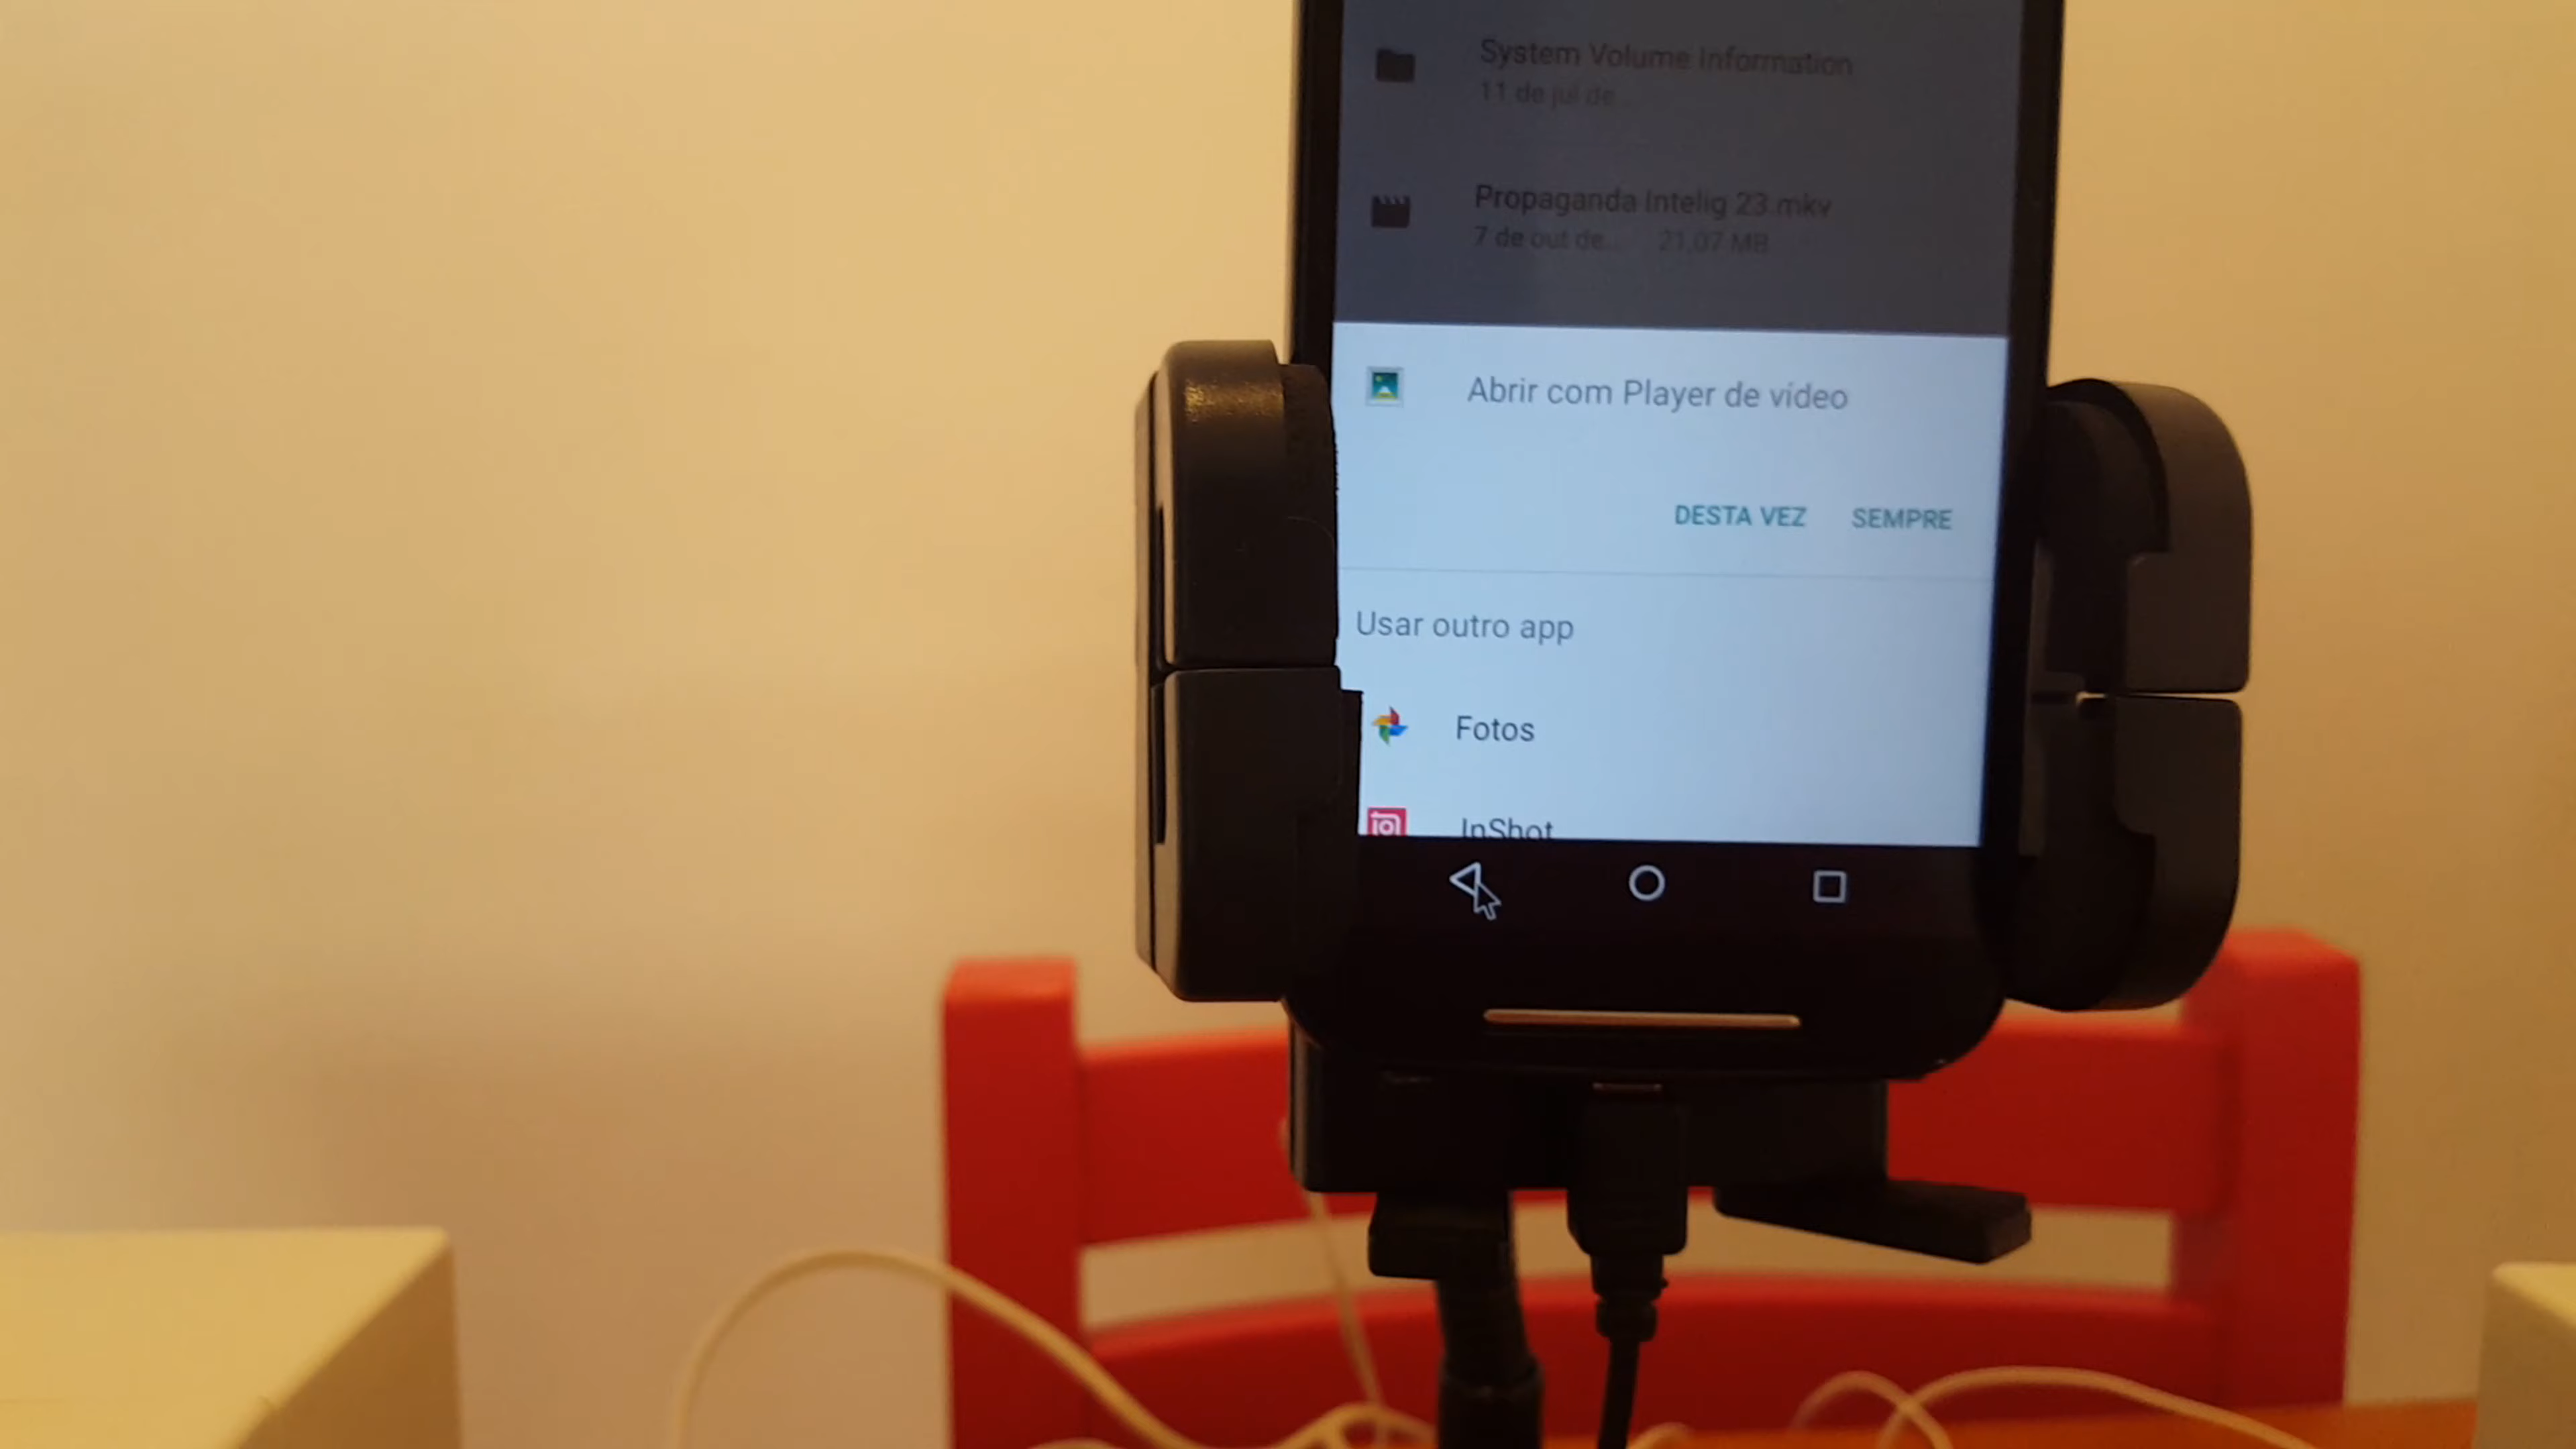 System Volume Information
11 de jul de...
Propaganda Intelig 23.mkv
7 de out de... 21,07 MB
Abrir com Player de vídeo
DESTA VEZ SEMPRE
Usar outro app
Fotos
InShot